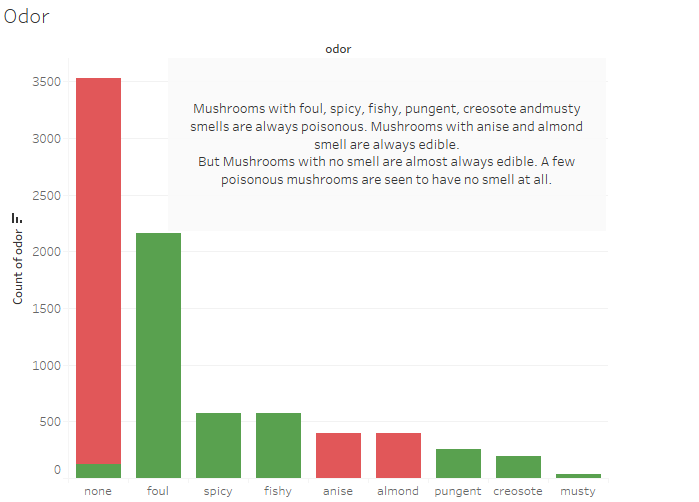 Odor
odor
Mushrooms with foul, spicy, fishy, pungent, creosote andmusty
smells are always poisonous. Mushrooms with anise and almond
smell are always edible.
But Mushrooms with no smell are almost always edible. A few
poisonous mushrooms are seen to have no smell at all.
Count of odor
3500
3000
2500
2000
1500
1000
500
0
none foul spicy fishy anise almond pungent creosote musty